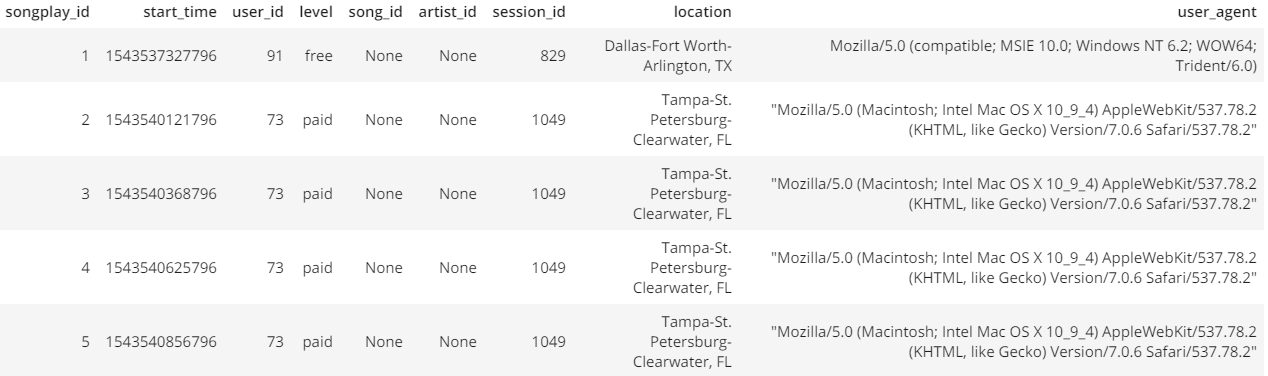 songplay_id start_time user_id level song_id artist_id session_id location user_agent
1 1543537327796 91 free None None 829 Dallas-Fort Worth- Mozilla/5.0 (compatible; MSIE 10.0; Windows NT 6.2; WOW64;
Arlington, TX Trident/6.0)
Tampa-St.
2 1543540121796 73 paid None None 1049 Petersburg- "Mozilla/5.0 (Macintosh; Intel Mac OS X 10_9_4) AppleWebKit/537.78.2
Clearwater, FL (KHTML, like Gecko) Version/7.0.6 Safari/537.78.2"
Tampa-St.
3 1543540368796 73 paid None None 1049 Petersburg- "Mozilla/5.0 (Macintosh; Intel Mac OS X 10_9_4) AppleWebKit/537.78.2
Clearwater, FL (KHTML, like Gecko) Version/7.0.6 Safari/537.78.2"
Tampa-St.
4 1543540625796 73 paid None None 1049 Petersburg- "Mozilla/5.0 (Macintosh; Intel Mac OS X 10_9_4) AppleWebKit/537.78.2
Clearwater, FL (KHTML, like Gecko) Version/7.0.6 Safari/537.78.2"
Tampa-St.
5 1543540856796 73 paid None None 1049 Petersburg- "Mozilla/5.0 (Macintosh; Intel Mac OS X 10_9_4) AppleWebKit/537.78.2
Clearwater, FL (KHTML, like Gecko) Version/7.0.6 Safari/537.78.2"